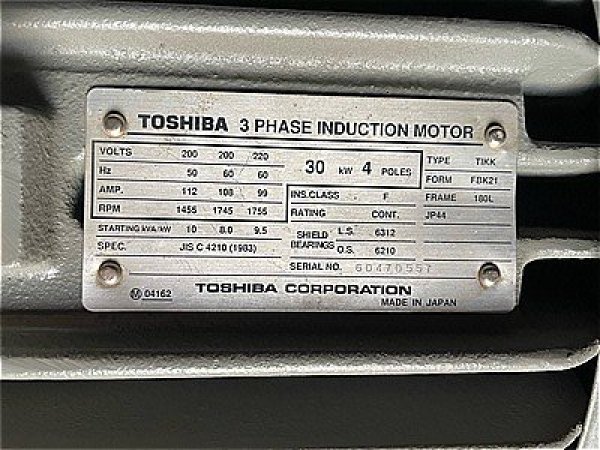 TOSHIBA 3 PHASE INDUCTION MOTOR
VOLTS 200 200 220
Hz 50 60 60
AMP. 112 108 99
RPM 1455 1745 1755
STARTING kVA/kW 10 8.0 9.5
SPEC. JIS C 4210 (1983)
30 kW 4 POLES
INS.CLASS F
RATING CONT.
SHIELD BEARINGS L.S. 6312
O.S. 6210
SERIAL NO. 60470557
TYPE TIKK
FORM FBK21
FRAME 180L
JP44
M 04162
TOSHIBA CORPORATION
MADE IN JAPAN